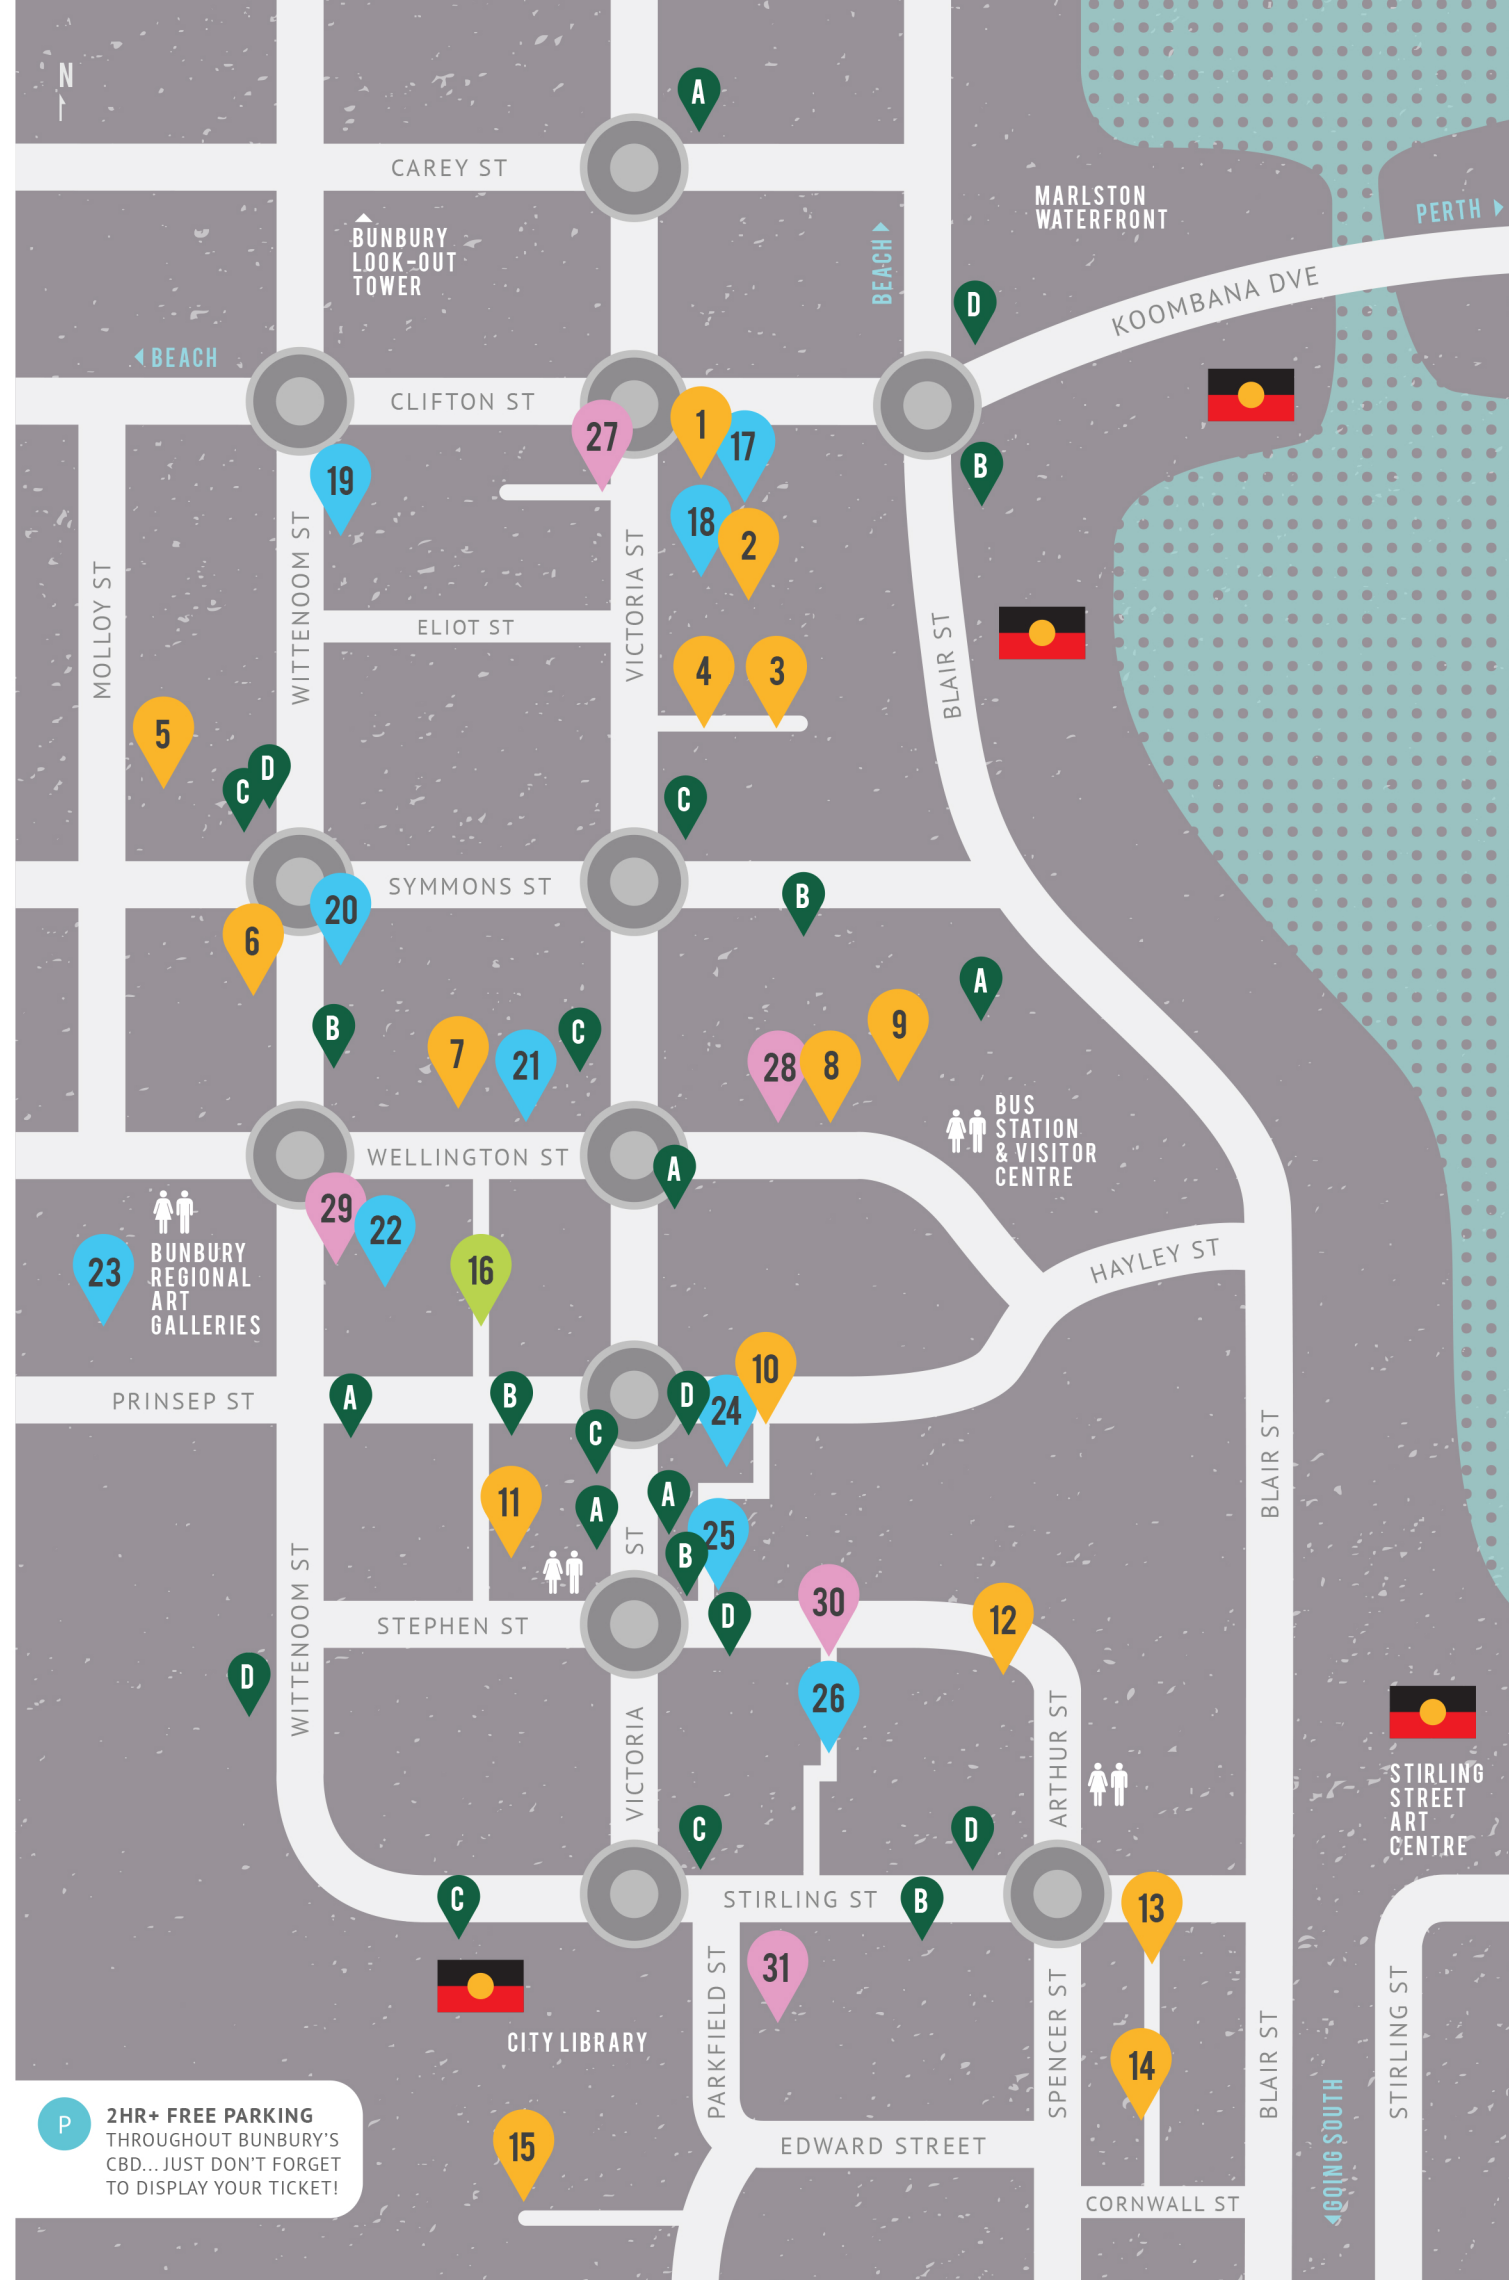 N
A
CAREY ST
MARLSTON
WATERFRONT
PERTH
BUNBURY
LOOK-OUT
TOWER
BEACH
D
KOOMBANA DVE
BEACH
CLIFTON ST
27
1
17
19
B
18
2
MOLLOY ST
WITTENOOM ST
VICTORIA ST
ELIOT ST
BLAIR ST
4
3
5
D
C
C
SYMMONS ST
20
B
6
A
B
7
21
C
28
8
9
BUS
STATION
& VISITOR
CENTRE
WELLINGTON ST
A
29
22
16
23
BUNBURY
REGIONAL
ART
GALLERIES
HAYLEY ST
PRINSEP ST
A
B
D
24
10
C
11
A
A
25
B
BLAIR ST
ST
30
12
STEPHEN ST
D
WITTENOOM ST
D
26
VICTORIA
ARTHUR ST
STIRLING
STREET
ART
CENTRE
C
D
C
STIRLING ST
B
13
31
CITY LIBRARY
PARKFIELD ST
SPENCER ST
14
BLAIR ST
STIRLING ST
GOING SOUTH
P
2HR+ FREE PARKING
THROUGHOUT BUNBURY'S
CBD... JUST DON'T FORGET
TO DISPLAY YOUR TICKET!
15
EDWARD STREET
CORNWALL ST